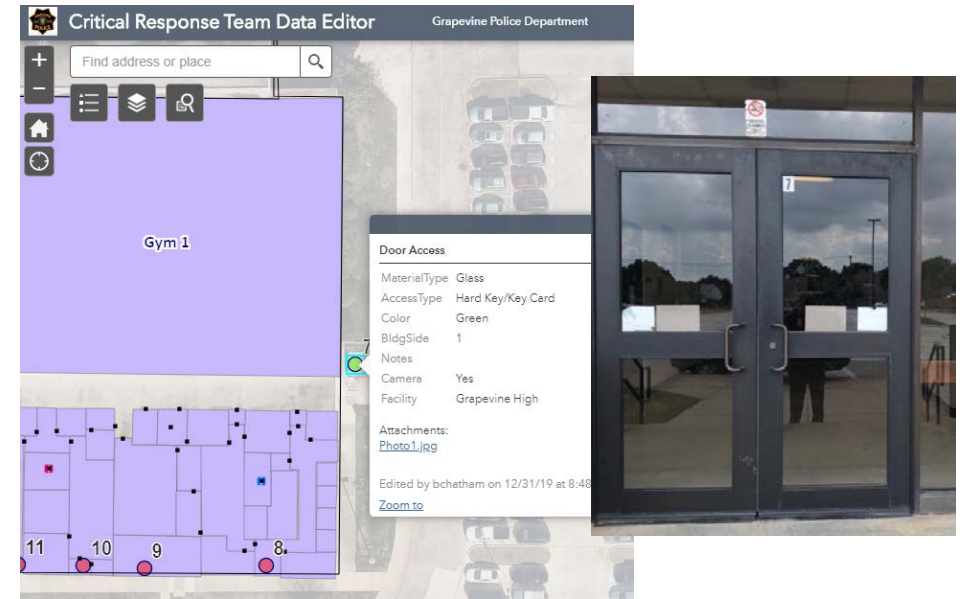 Critical Response Team Data Editor
Grapevine Police Department
+
Find address or place
−
Gym 1
7
Door Access
MaterialType Glass
AccessType Hard Key/Key Card
Color Green
BldgSide 1
Notes
Camera Yes
Facility Grapevine High
Attachments:
Photo1.jpg
Edited by bchatham on 12/31/19 at 8:48
Zoom to
11 10 9 8
7